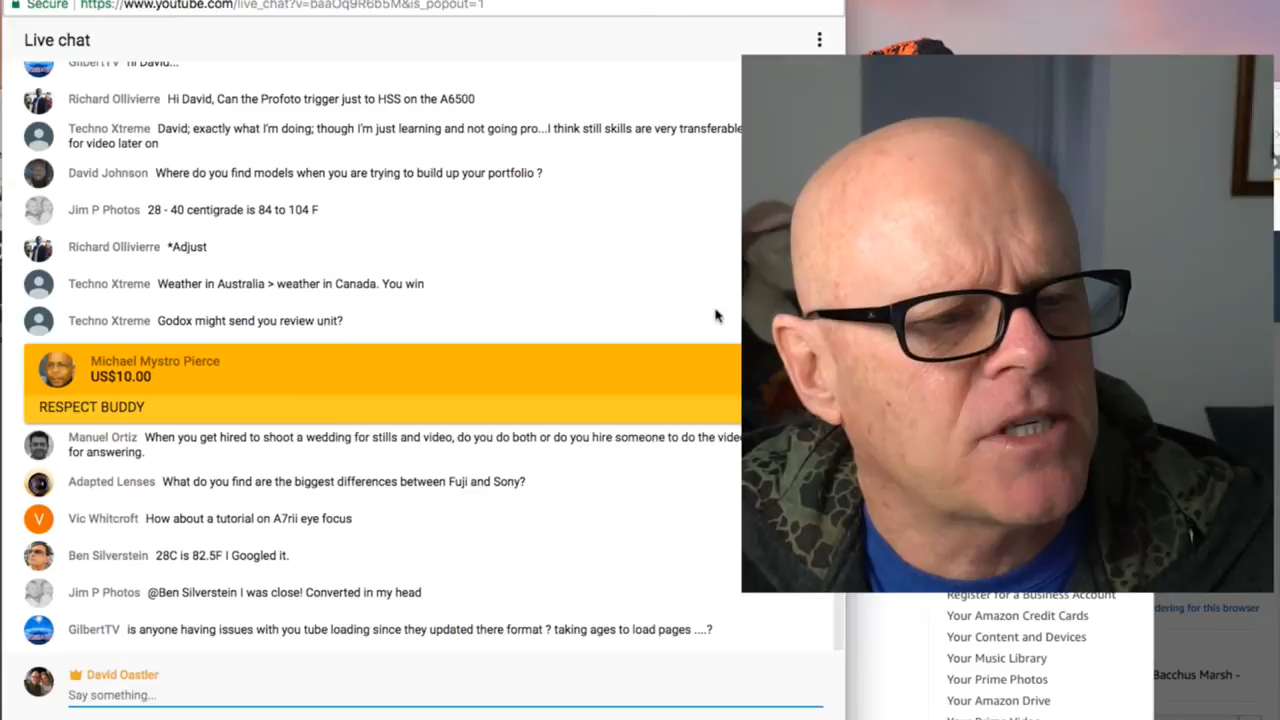 Secure https://www.youtube.com/live_chat?v=baaOq9R6b5M&is_popout=1
Live chat
GilbertTV hi David...
Richard Ollivierre Hi David, Can the Profoto trigger just to HSS on the A6500
Techno Xtreme David; exactly what I'm doing; though I'm just learning and not going pro...I think still skills are very transferable
for video later on
David Johnson Where do you find models when you are trying to build up your portfolio ?
Jim P Photos 28 - 40 centigrade is 84 to 104 F
Richard Ollivierre *Adjust
Techno Xtreme Weather in Australia > weather in Canada. You win
Techno Xtreme Godox might send you review unit?
Michael Mystro Pierce
US$10.00
RESPECT BUDDY
Manuel Ortiz When you get hired to shoot a wedding for stills and video, do you do both or do you hire someone to do the
for answering.
Adapted Lenses What do you find are the biggest differences between Fuji and Sony?
V
Vic Whitcroft How about a tutorial on A7rii eye focus
Ben Silverstein 28C is 82.5F I Googled it.
Jim P Photos @Ben Silverstein I was close! Converted in my head
GilbertTV is anyone having issues with you tube loading since they updated there format ? taking ages to load pages ....?
David Oastler
Say something...
Register for a Business Account
Your Amazon Credit Cards
Your Content and Devices
Your Music Library
Your Prime Photos
Your Amazon Drive
Your Prime Video
dering for this browser
Bacchus Marsh -